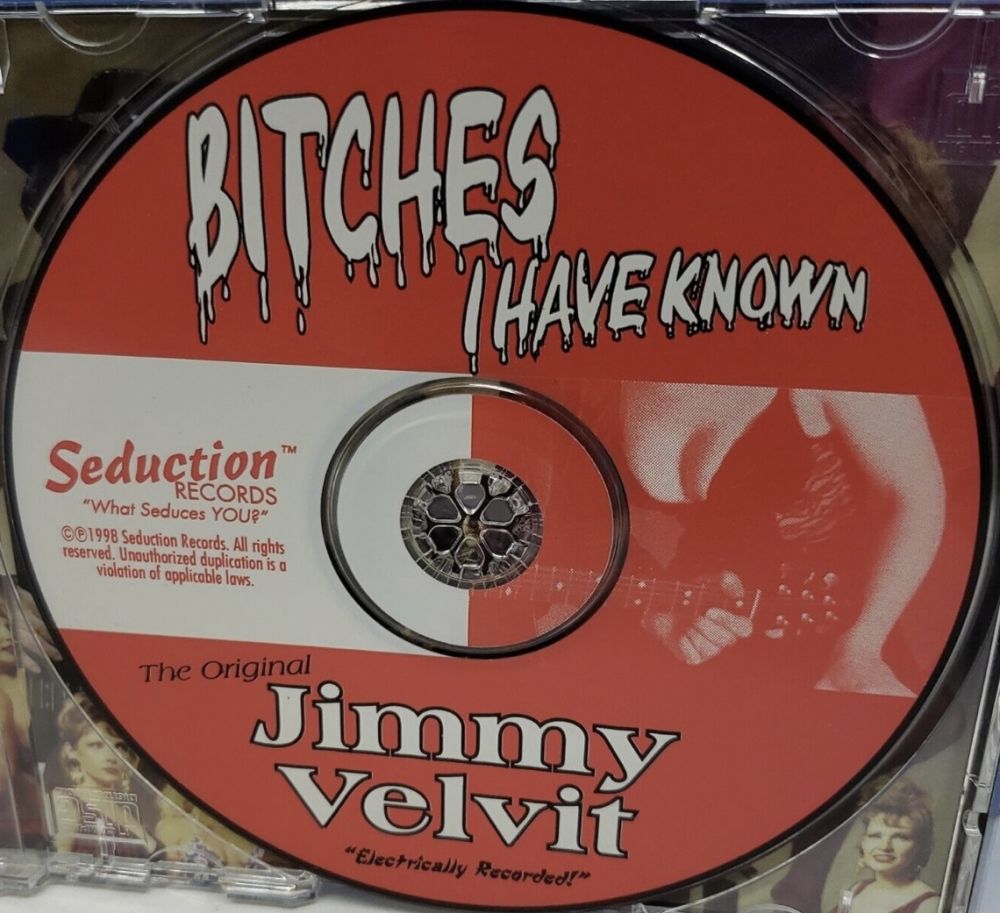 BITCHES
I HAVE KNOWN
Seduction™
RECORDS
"What Seduces YOU?"
©℗1998 Seduction Records. All rights
reserved. Unauthorized duplication is a
violation of applicable laws.
The Original
Jimmy
Velvit
"Electrically Recorded!"